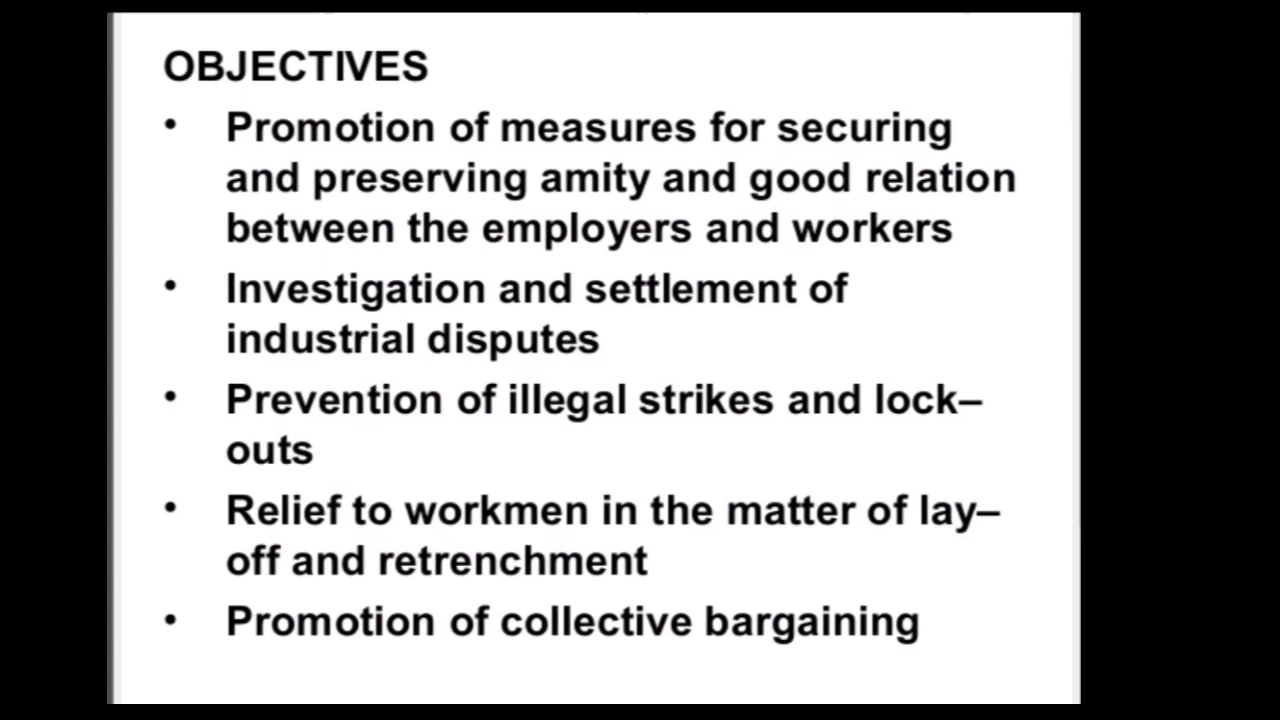 OBJECTIVES
• Promotion of measures for securing
and preserving amity and good relation
between the employers and workers
• Investigation and settlement of
industrial disputes
• Prevention of illegal strikes and lock–
outs
• Relief to workmen in the matter of lay–
off and retrenchment
• Promotion of collective bargaining